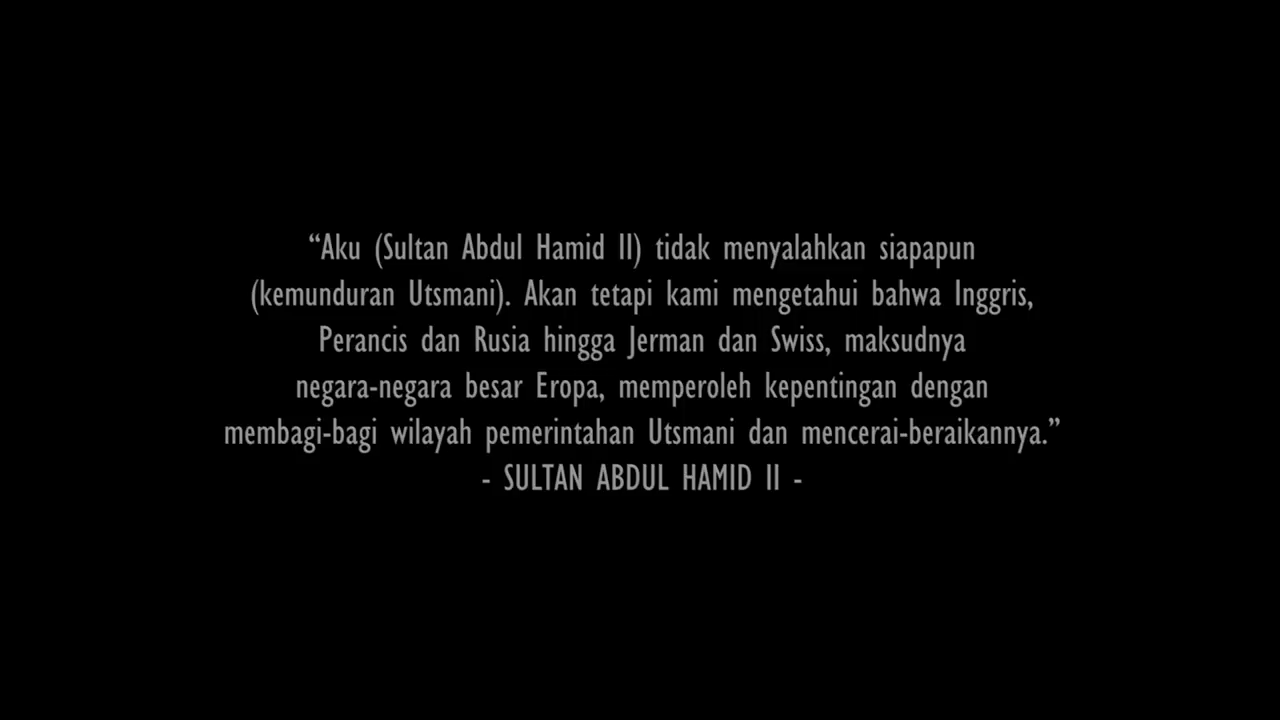 “Aku (Sultan Abdul Hamid II) tidak menyalahkan siapapun
(kemunduran Utsmani). Akan tetapi kami mengetahui bahwa Inggris,
Perancis dan Rusia hingga Jerman dan Swiss, maksudnya
negara-negara besar Eropa, memperoleh kepentingan dengan
membagi-bagi wilayah pemerintahan Utsmani dan mencerai-beraikannya.”
- SULTAN ABDUL HAMID II -